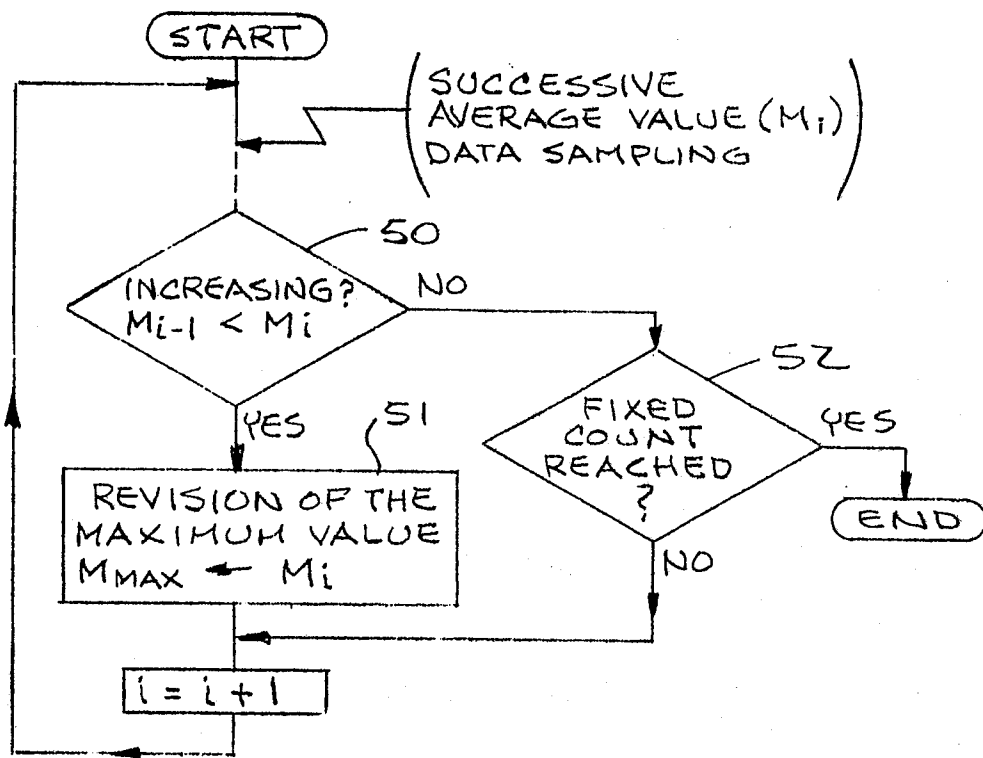 START
SUCCESSIVE
AVERAGE VALUE (Mi)
DATA SAMPLING
50
INCREASING?
Mi-1 < Mi
NO
YES
52
FIXED
COUNT
REACHED
?
YES
END
NO
51
REVISION OF THE
MAXIMUM VALUE
MMAX ← Mi
i = i + 1